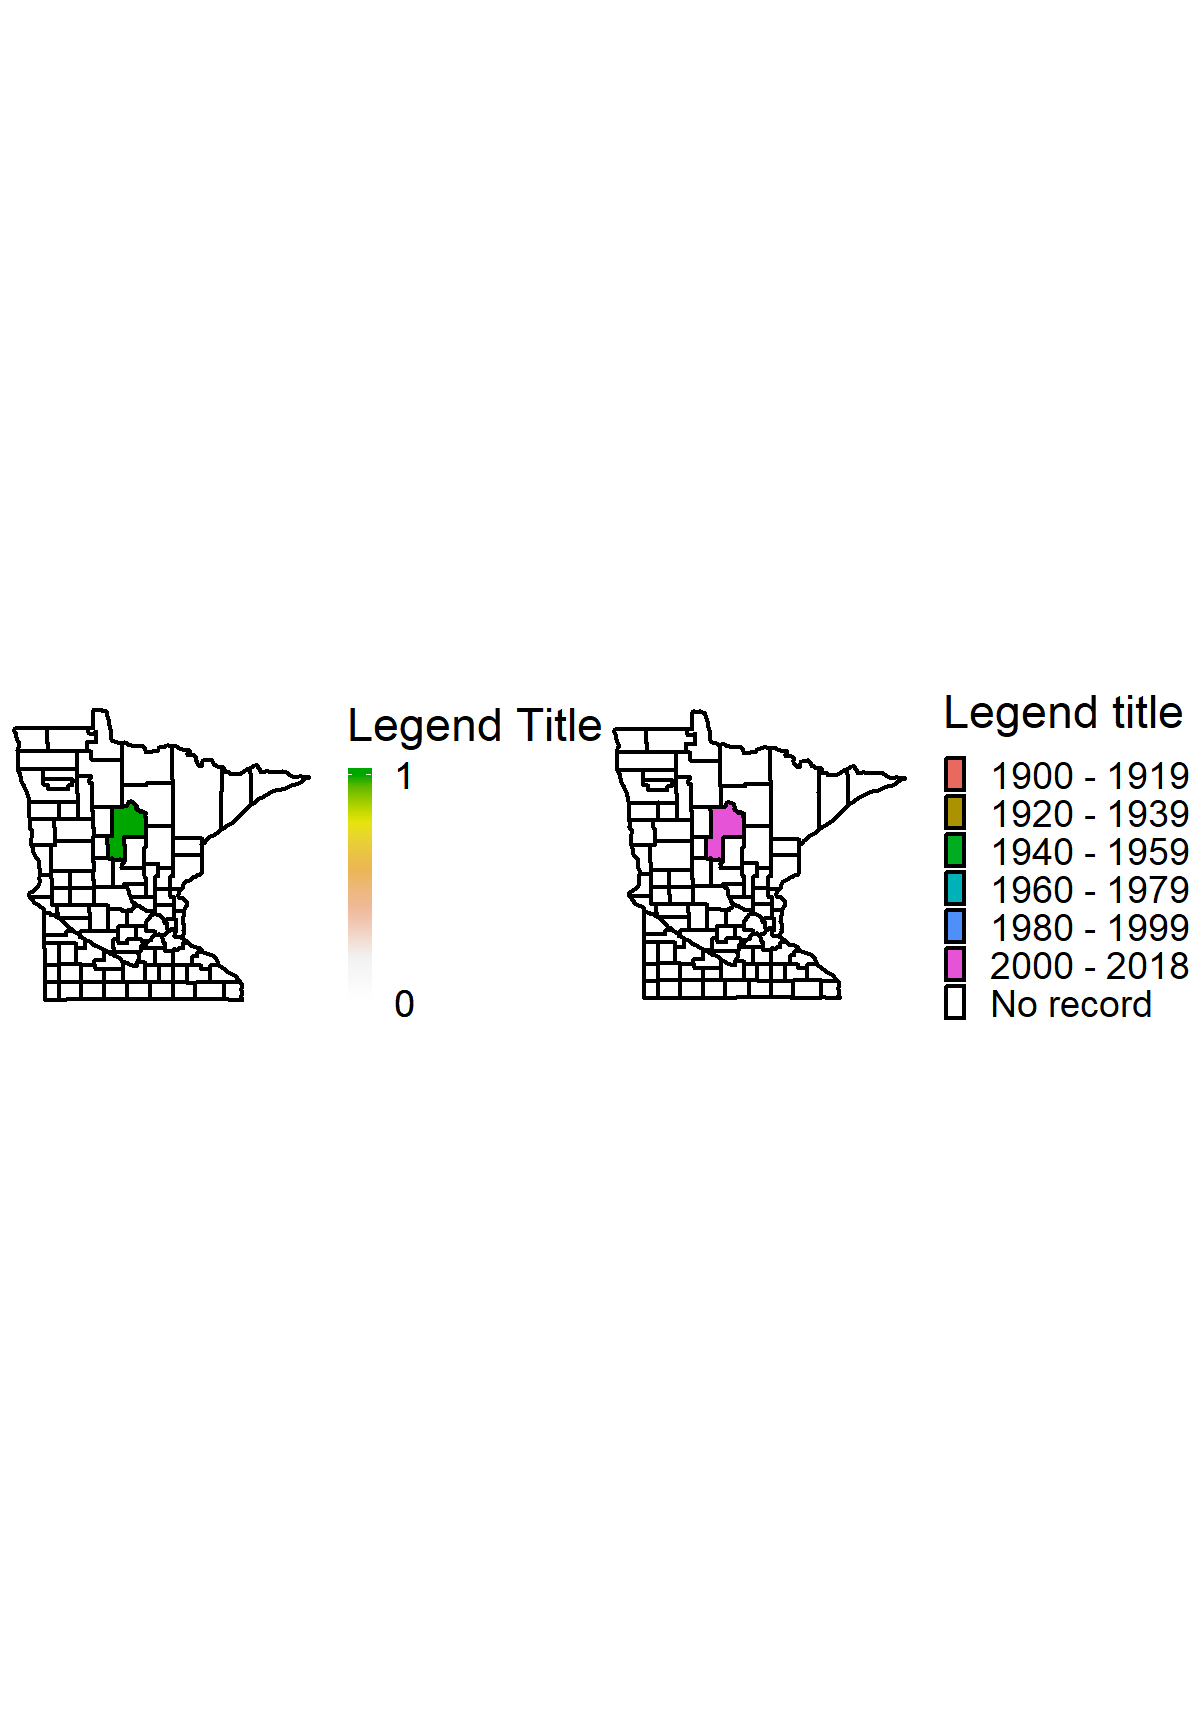 Legend Title
1
0
Legend title
1900 - 1919
1920 - 1939
1940 - 1959
1960 - 1979
1980 - 1999
2000 - 2018
No record